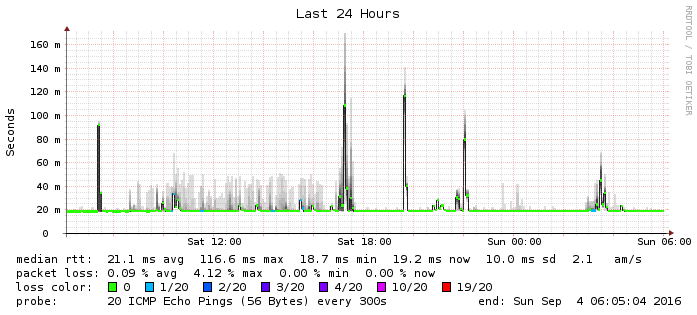 Last 24 Hours
RRDTOOL / TOBI OETIKER
Seconds
160 m
140 m
120 m
100 m
80 m
60 m
40 m
20 m
0
Sat 12:00 Sat 18:00 Sun 00:00 Sun 06:00
median rtt: 21.1 ms avg 116.6 ms max 18.7 ms min 19.2 ms now 10.0 ms sd 2.1 am/s
packet loss: 0.09 % avg 4.12 % max 0.00 % min 0.00 % now
loss color: 0 1/20 2/20 3/20 4/20 10/20 19/20
probe: 20 ICMP Echo Pings (56 Bytes) every 300s end: Sun Sep 4 06:05:04 2016